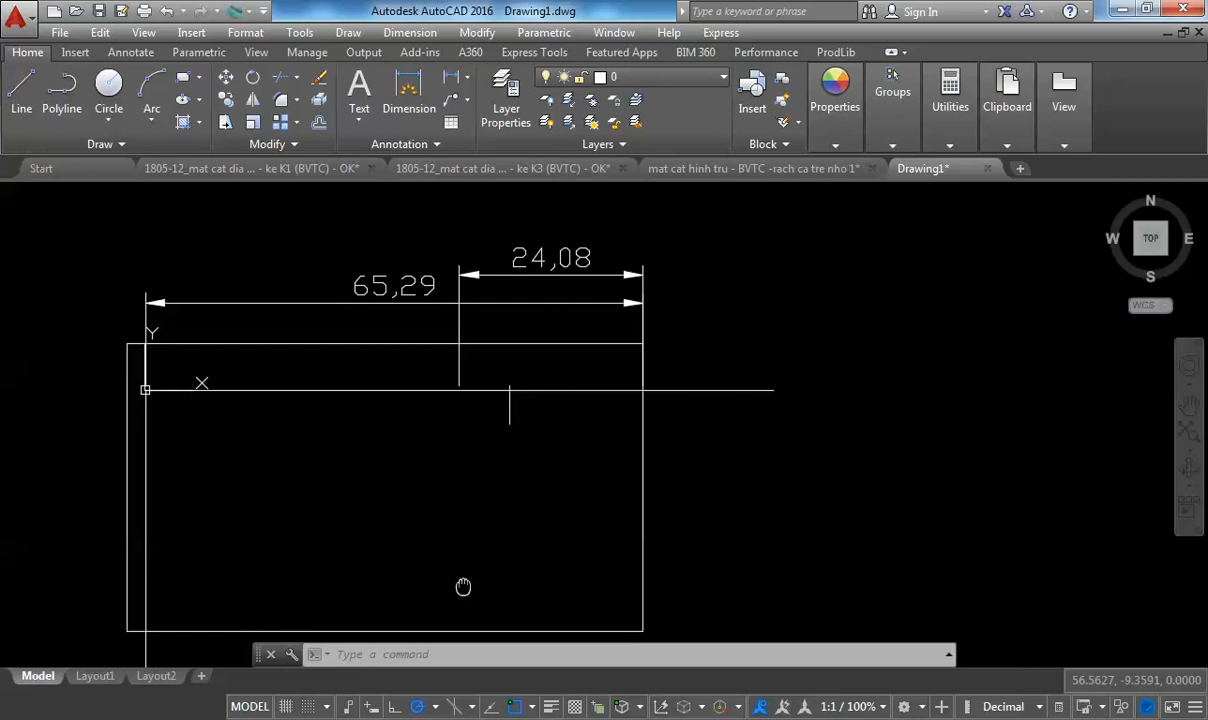 Autodesk AutoCAD 2016 Drawing1.dwg Type a keyword or phrase Sign In
File Edit View Insert Format Tools Draw Dimension Modify Parametric Window Help Express
Home Insert Annotate Parametric View Manage Output Add-ins A360 Express Tools Featured Apps BIM 360 Performance ProdLib
Line Polyline Circle Arc Text Dimension Layer Properties 0 Insert Properties Groups Utilities Clipboard View
Draw Modify Annotation Layers Block
Start 1805-12_mat cat dia ... - ke K1 (BVTC) - OK* 1805-12_mat cat dia ... - ke K3 (BVTC) - OK* mat cat hinh tru - BVTC -rach ca tre nho 1* Drawing1*
N
W TOP E
S
WCS
24,08
65,29
Y
X
Type a command
Model Layout1 Layout2
56.5627, -9.3591, 0.0000
MODEL 1:1 / 100% Decimal